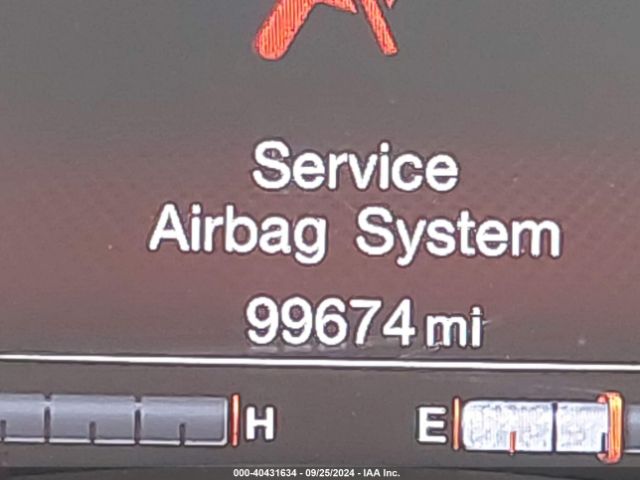 Service
Airbag System
99674 mi
H E
000-40431634 - 09/25/2024 - IAA Inc.